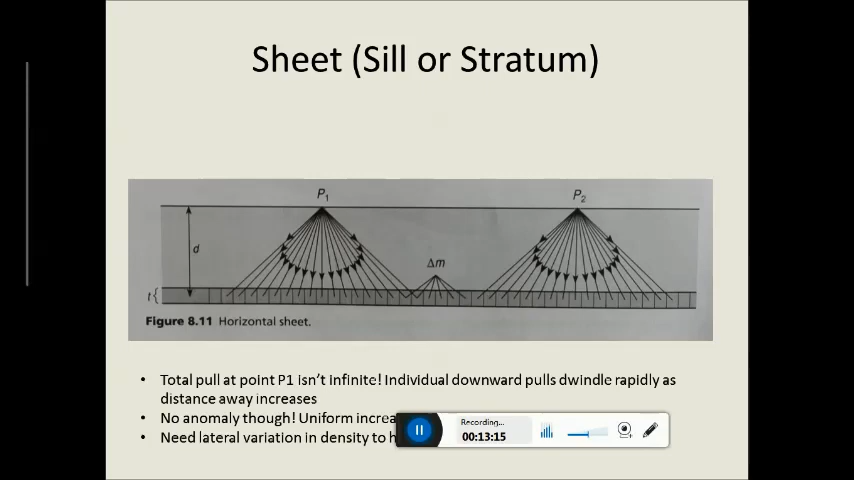 Sheet (Sill or Stratum)
P1
P2
d
Δm
t{
Figure 8.11 Horizontal sheet.
• Total pull at point P1 isn't infinite! Individual downward pulls dwindle rapidly as
distance away increases
• No anomaly though! Uniform
• Need lateral variation in density to
Recording...
00:13:15